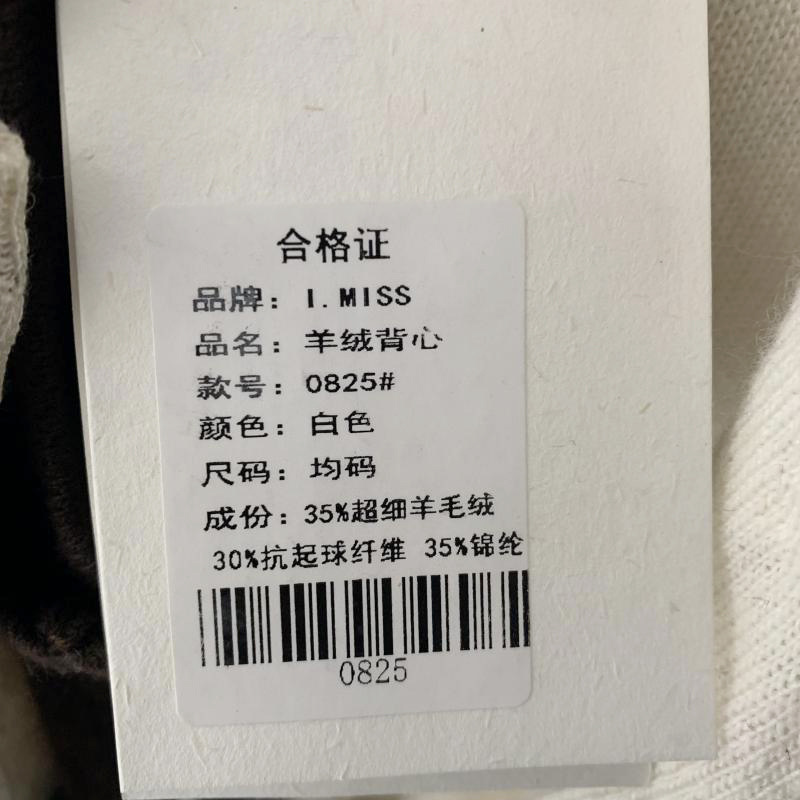 合格证
品牌：I.MISS
品名：羊绒背心
款号：0825#
颜色：白色
尺码：均码
成份：35%超细羊毛绒
30%抗起球纤维 35%锦纶
0825